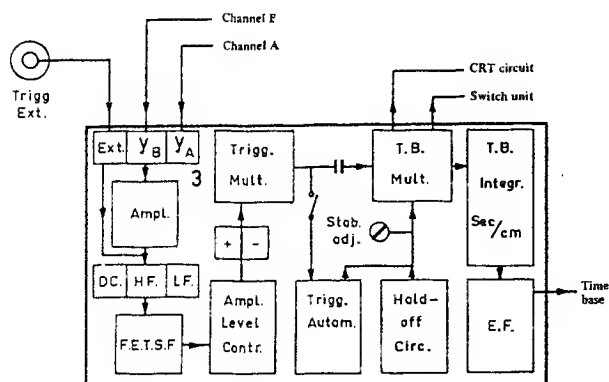 Channel F
Channel A
CRT circuit
Switch unit
Trigg
Ext.
Ext. yB yA
3
Trigg.
Mult.
T.B.
Mult.
T.B.
Integr.
Sec/cm
Ampl.
Stab.
adj.
+ -
DC. HF. LF.
F.E.T.S.F
Ampl.
Level
Contr.
Trigg.
Autom.
Hold-
off
Circ.
E.F.
Time
base